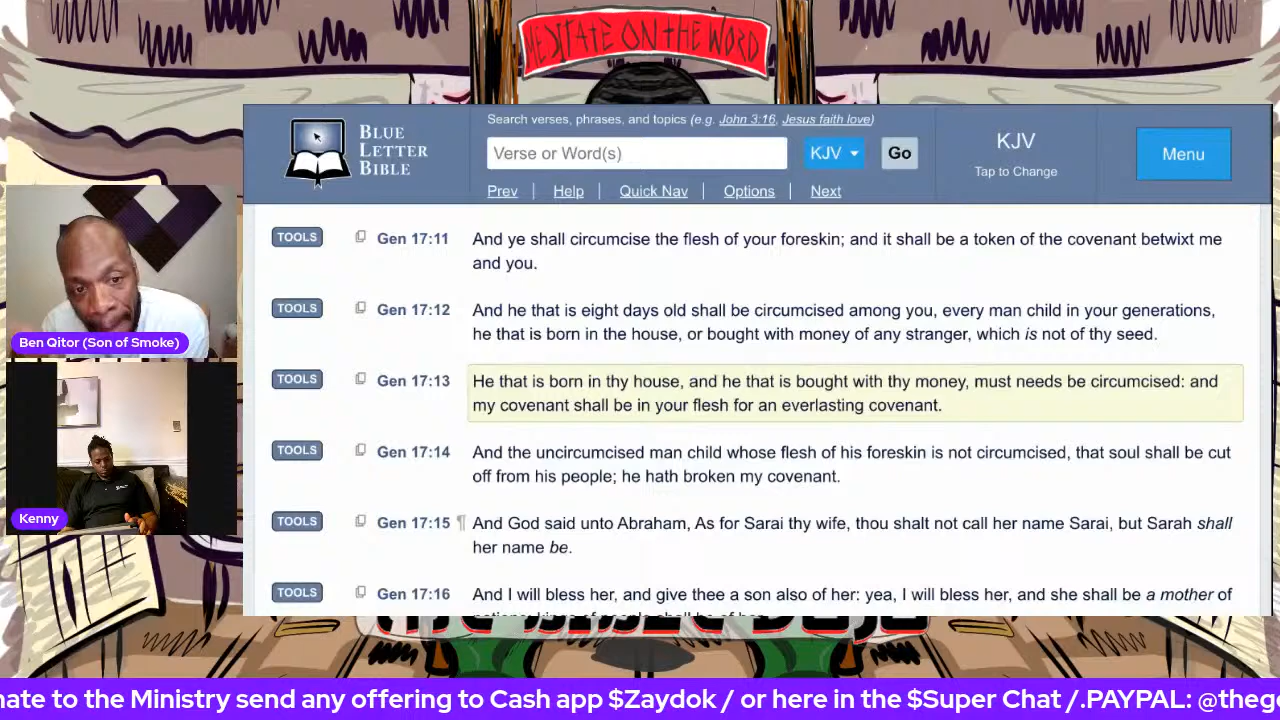 MEDITATE ON THE WORD
BLUE
LETTER
BIBLE
Search verses, phrases, and topics (e.g. John 3:16, Jesus faith love)
Verse or Word(s)
KJV
Go
KJV
Tap to Change
Menu
Prev | Help | Quick Nav | Options | Next
TOOLS Gen 17:11 And ye shall circumcise the flesh of your foreskin; and it shall be a token of the covenant betwixt me
and you.
TOOLS Gen 17:12 And he that is eight days old shall be circumcised among you, every man child in your generations,
he that is born in the house, or bought with money of any stranger, which is not of thy seed.
TOOLS Gen 17:13 He that is born in thy house, and he that is bought with thy money, must needs be circumcised: and
my covenant shall be in your flesh for an everlasting covenant.
TOOLS Gen 17:14 And the uncircumcised man child whose flesh of his foreskin is not circumcised, that soul shall be cut
off from his people; he hath broken my covenant.
TOOLS Gen 17:15 ¶ And God said unto Abraham, As for Sarai thy wife, thou shalt not call her name Sarai, but Sarah shall
her name be.
TOOLS Gen 17:16 And I will bless her, and give thee a son also of her: yea, I will bless her, and she shall be a mother of
Ben Qitor (Son of Smoke)
Kenny
nate to the Ministry send any offering to Cash app $Zaydok / or here in the $Super Chat /.PAYPAL: @theg